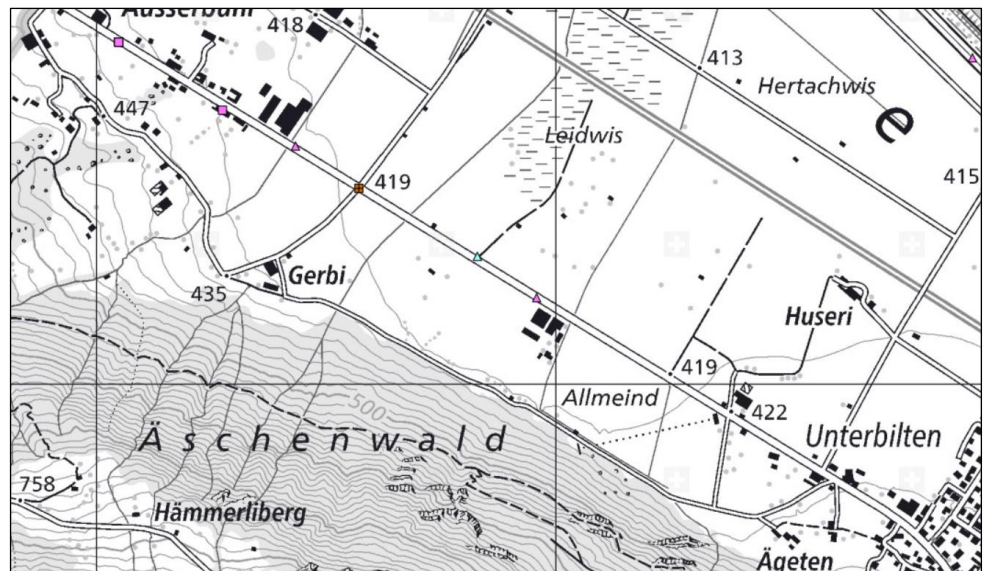 Ausserbühl
418
413
Hertachwis
447
Leidwis
e
419
415
Gerbi
435
Huseri
419
500
Allmeind
422
Äschenwald
Unterbilten
758
Hämmerliberg
Ägeten